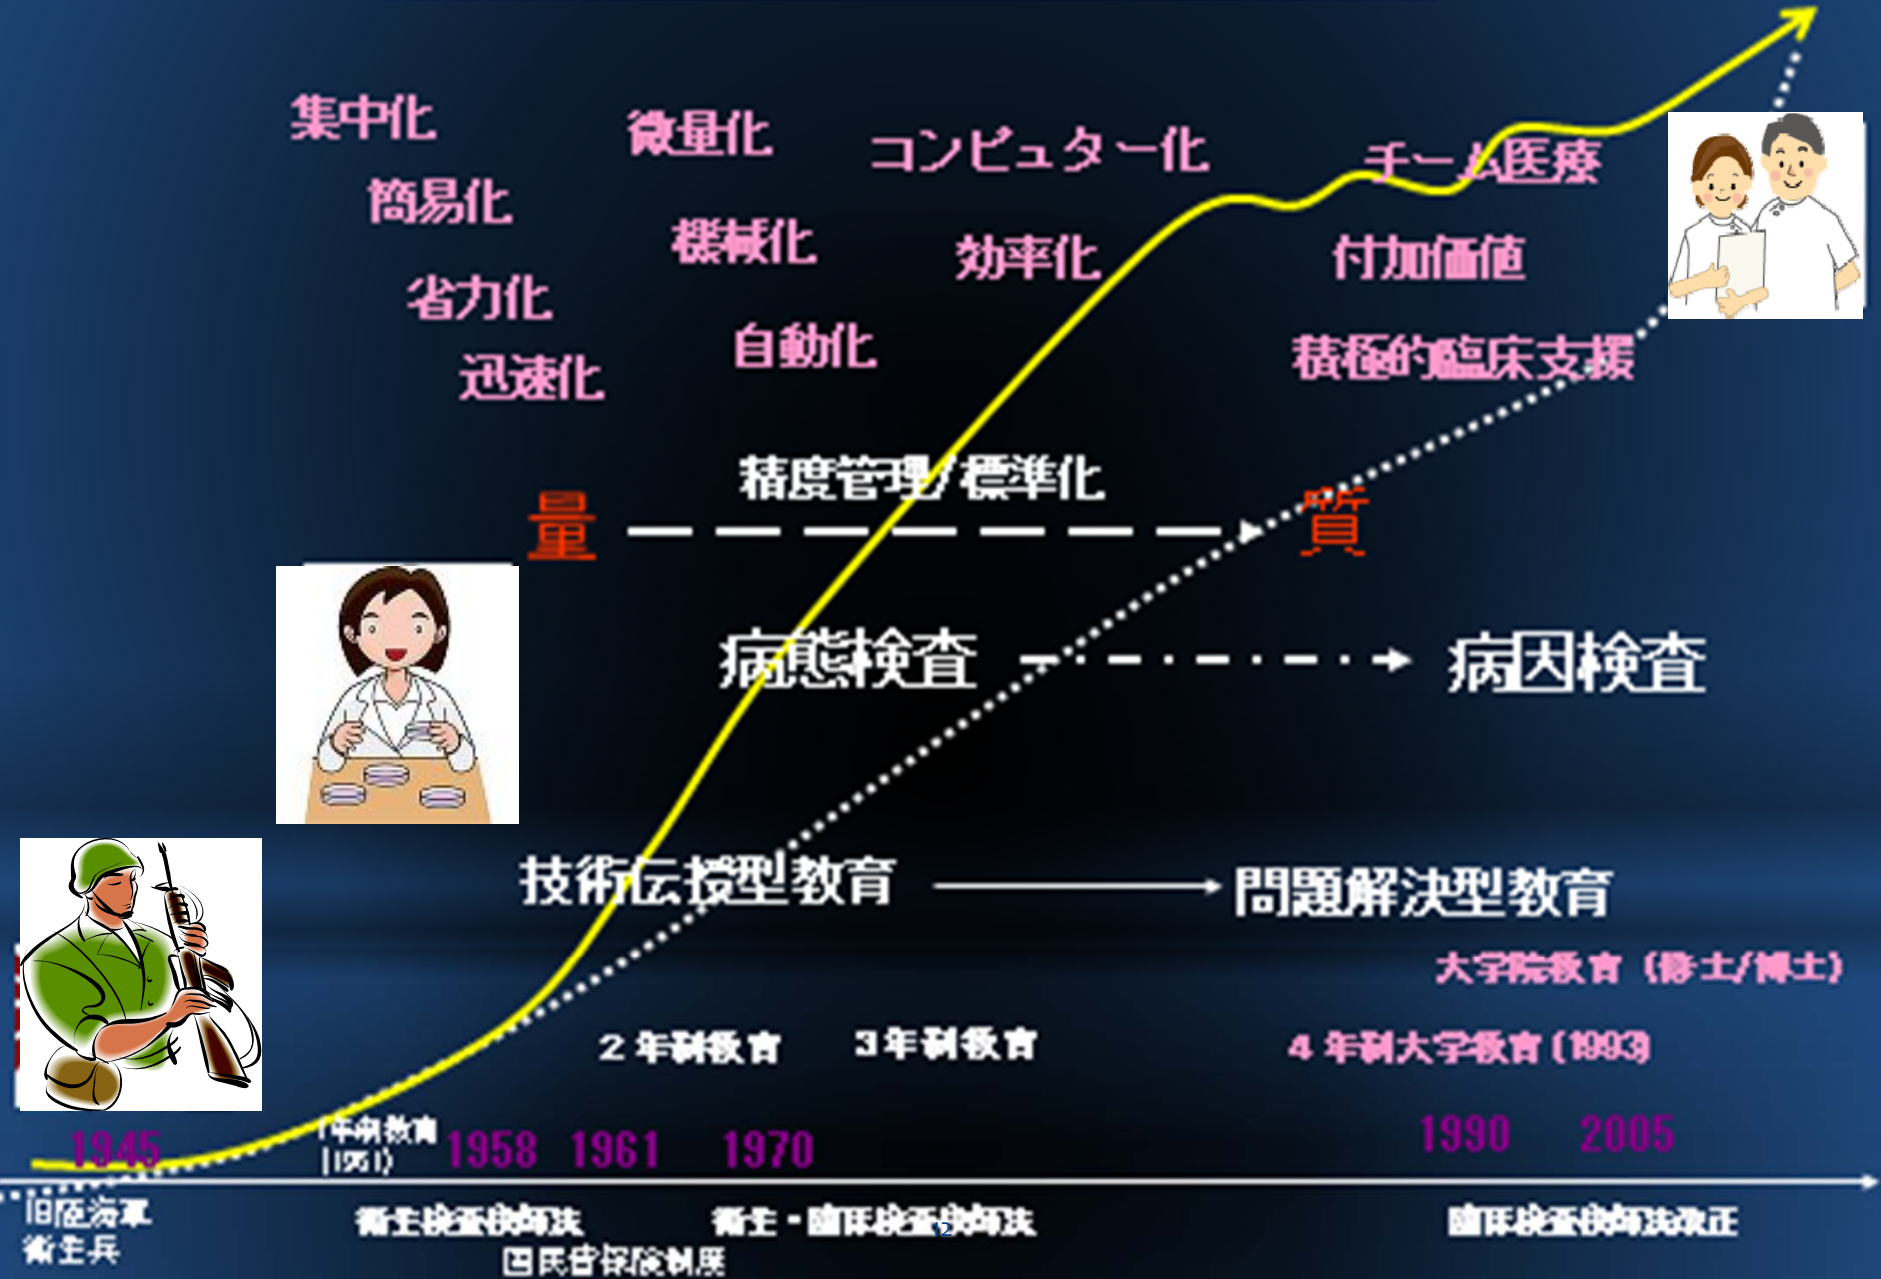 集中化
微量化
コンピュター化
チーム医療
簡易化
機械化
効率化
付加価値
省力化
自動化
迅速化
積極的臨床支援
精度管理/標準化
量
質
病態検査
病因検査
技術伝授型教育
問題解決型教育
大学院教育（修士/博士）
２年制教育
３年制教育
４年制大学教育(1993)
1年制教育
(1951)
1945
1958
1961
1970
1990
2005
旧陸海軍
衛生兵
衛生検査技師法
国民皆保険制度
衛生・臨床検査技師法
12
臨床検査技師法改正